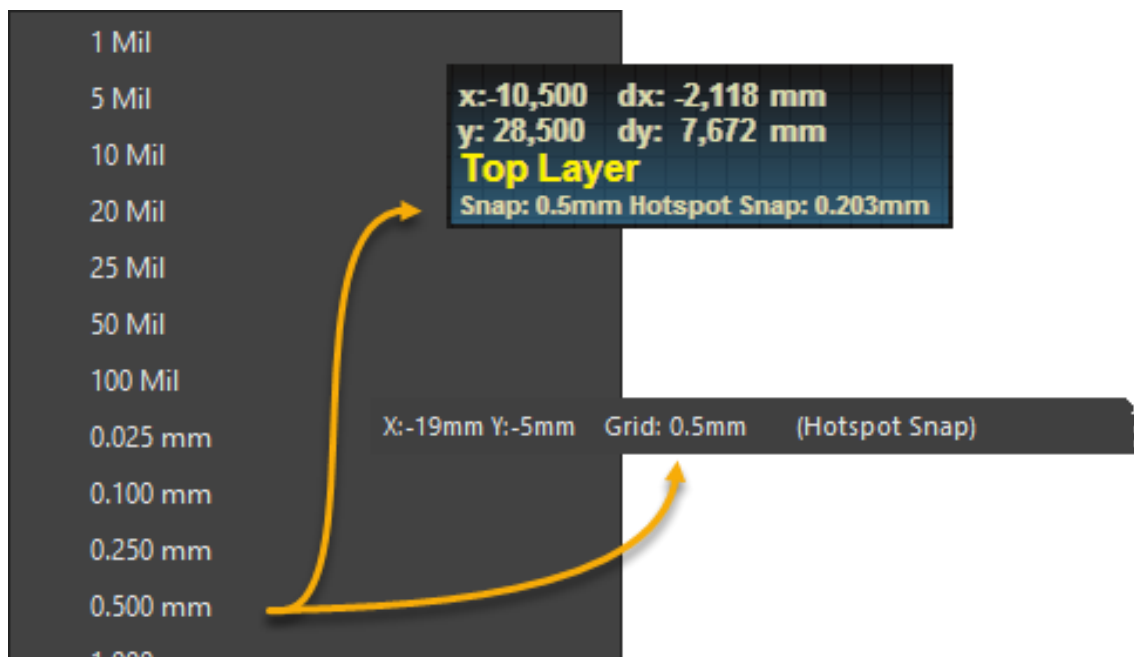 1 Mil
5 Mil
10 Mil
20 Mil
25 Mil
50 Mil
100 Mil
0.025 mm
0.100 mm
0.250 mm
0.500 mm
x:-10,500 dx: -2,118 mm
y: 28,500 dy: 7,672 mm
Top Layer
Snap: 0.5mm Hotspot Snap: 0.203mm
X:-19mm Y:-5mm Grid: 0.5mm (Hotspot Snap)